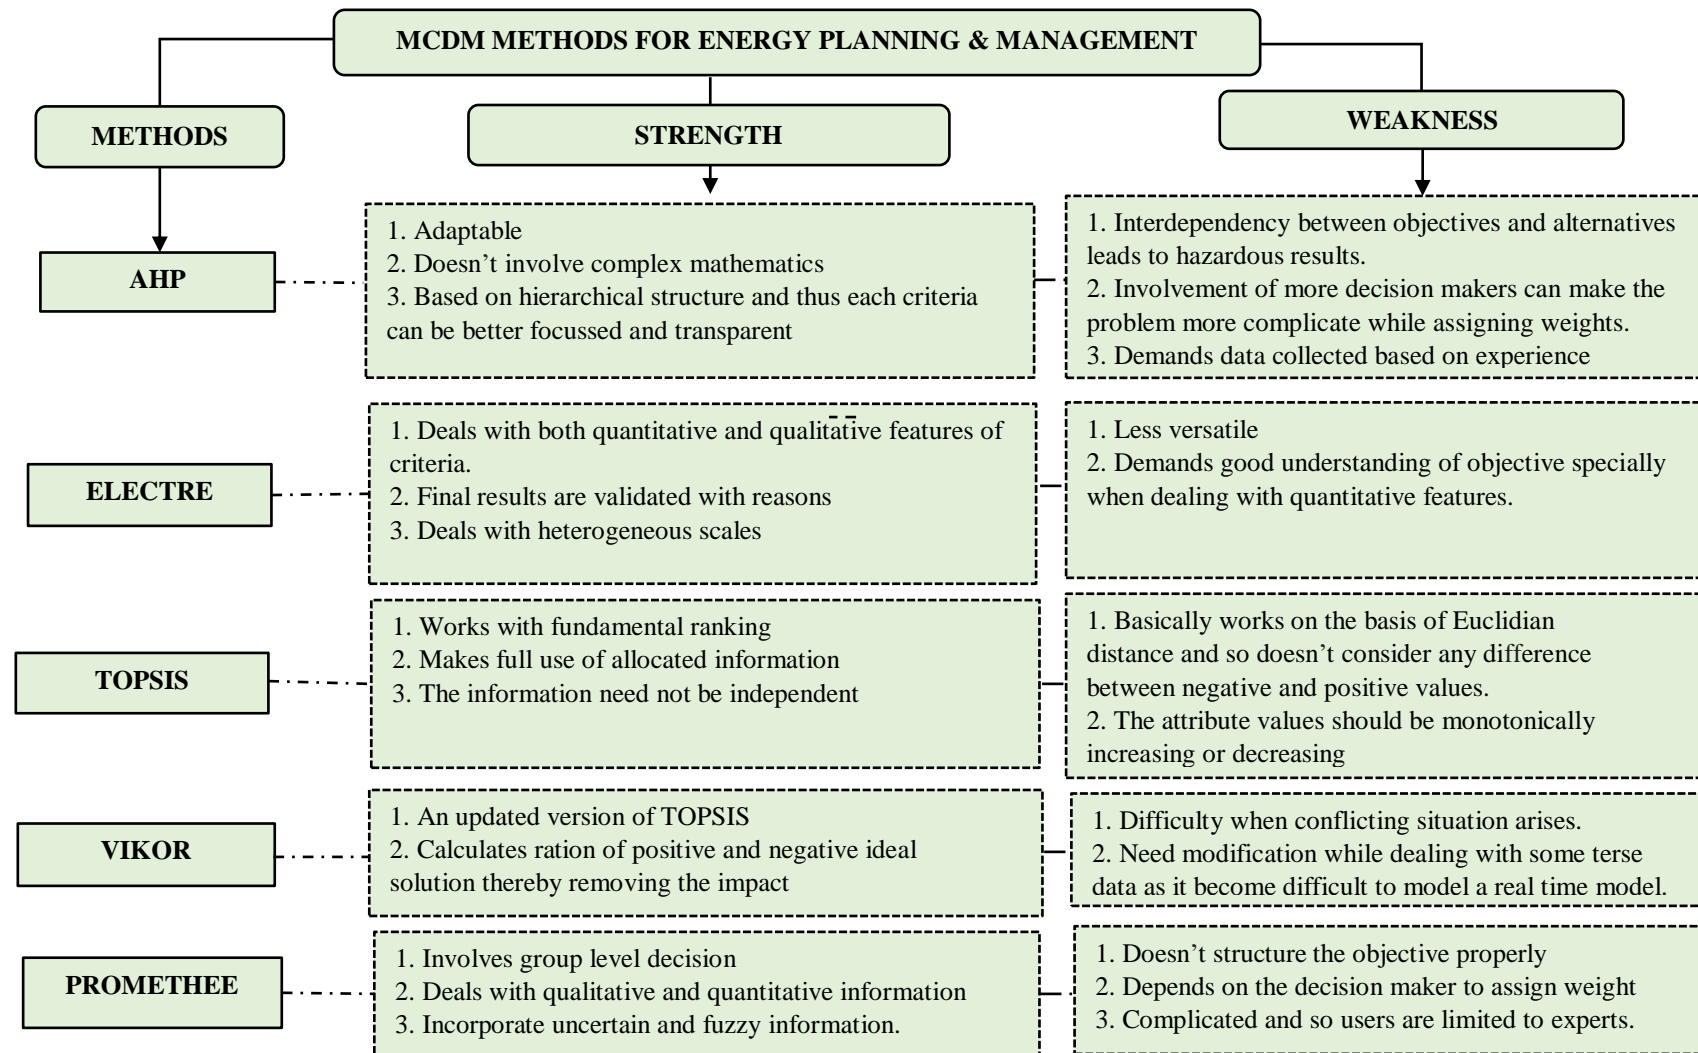 MCDM METHODS FOR ENERGY PLANNING & MANAGEMENT
METHODS
STRENGTH
WEAKNESS
AHP
1. Adaptable
2. Doesn’t involve complex mathematics
3. Based on hierarchical structure and thus each criteria
can be better focussed and transparent
1. Interdependency between objectives and alternatives
leads to hazardous results.
2. Involvement of more decision makers can make the
problem more complicate while assigning weights.
3. Demands data collected based on experience
ELECTRE
1. Deals with both quantitative and qualitative features of
criteria.
2. Final results are validated with reasons
3. Deals with heterogeneous scales
1. Less versatile
2. Demands good understanding of objective specially
when dealing with quantitative features.
TOPSIS
1. Works with fundamental ranking
2. Makes full use of allocated information
3. The information need not be independent
1. Basically works on the basis of Euclidian
distance and so doesn’t consider any difference
between negative and positive values.
2. The attribute values should be monotonically
increasing or decreasing
VIKOR
1. An updated version of TOPSIS
2. Calculates ration of positive and negative ideal
solution thereby removing the impact
1. Difficulty when conflicting situation arises.
2. Need modification while dealing with some terse
data as it become difficult to model a real time model.
PROMETHEE
1. Involves group level decision
2. Deals with qualitative and quantitative information
3. Incorporate uncertain and fuzzy information.
1. Doesn’t structure the objective properly
2. Depends on the decision maker to assign weight
3. Complicated and so users are limited to experts.